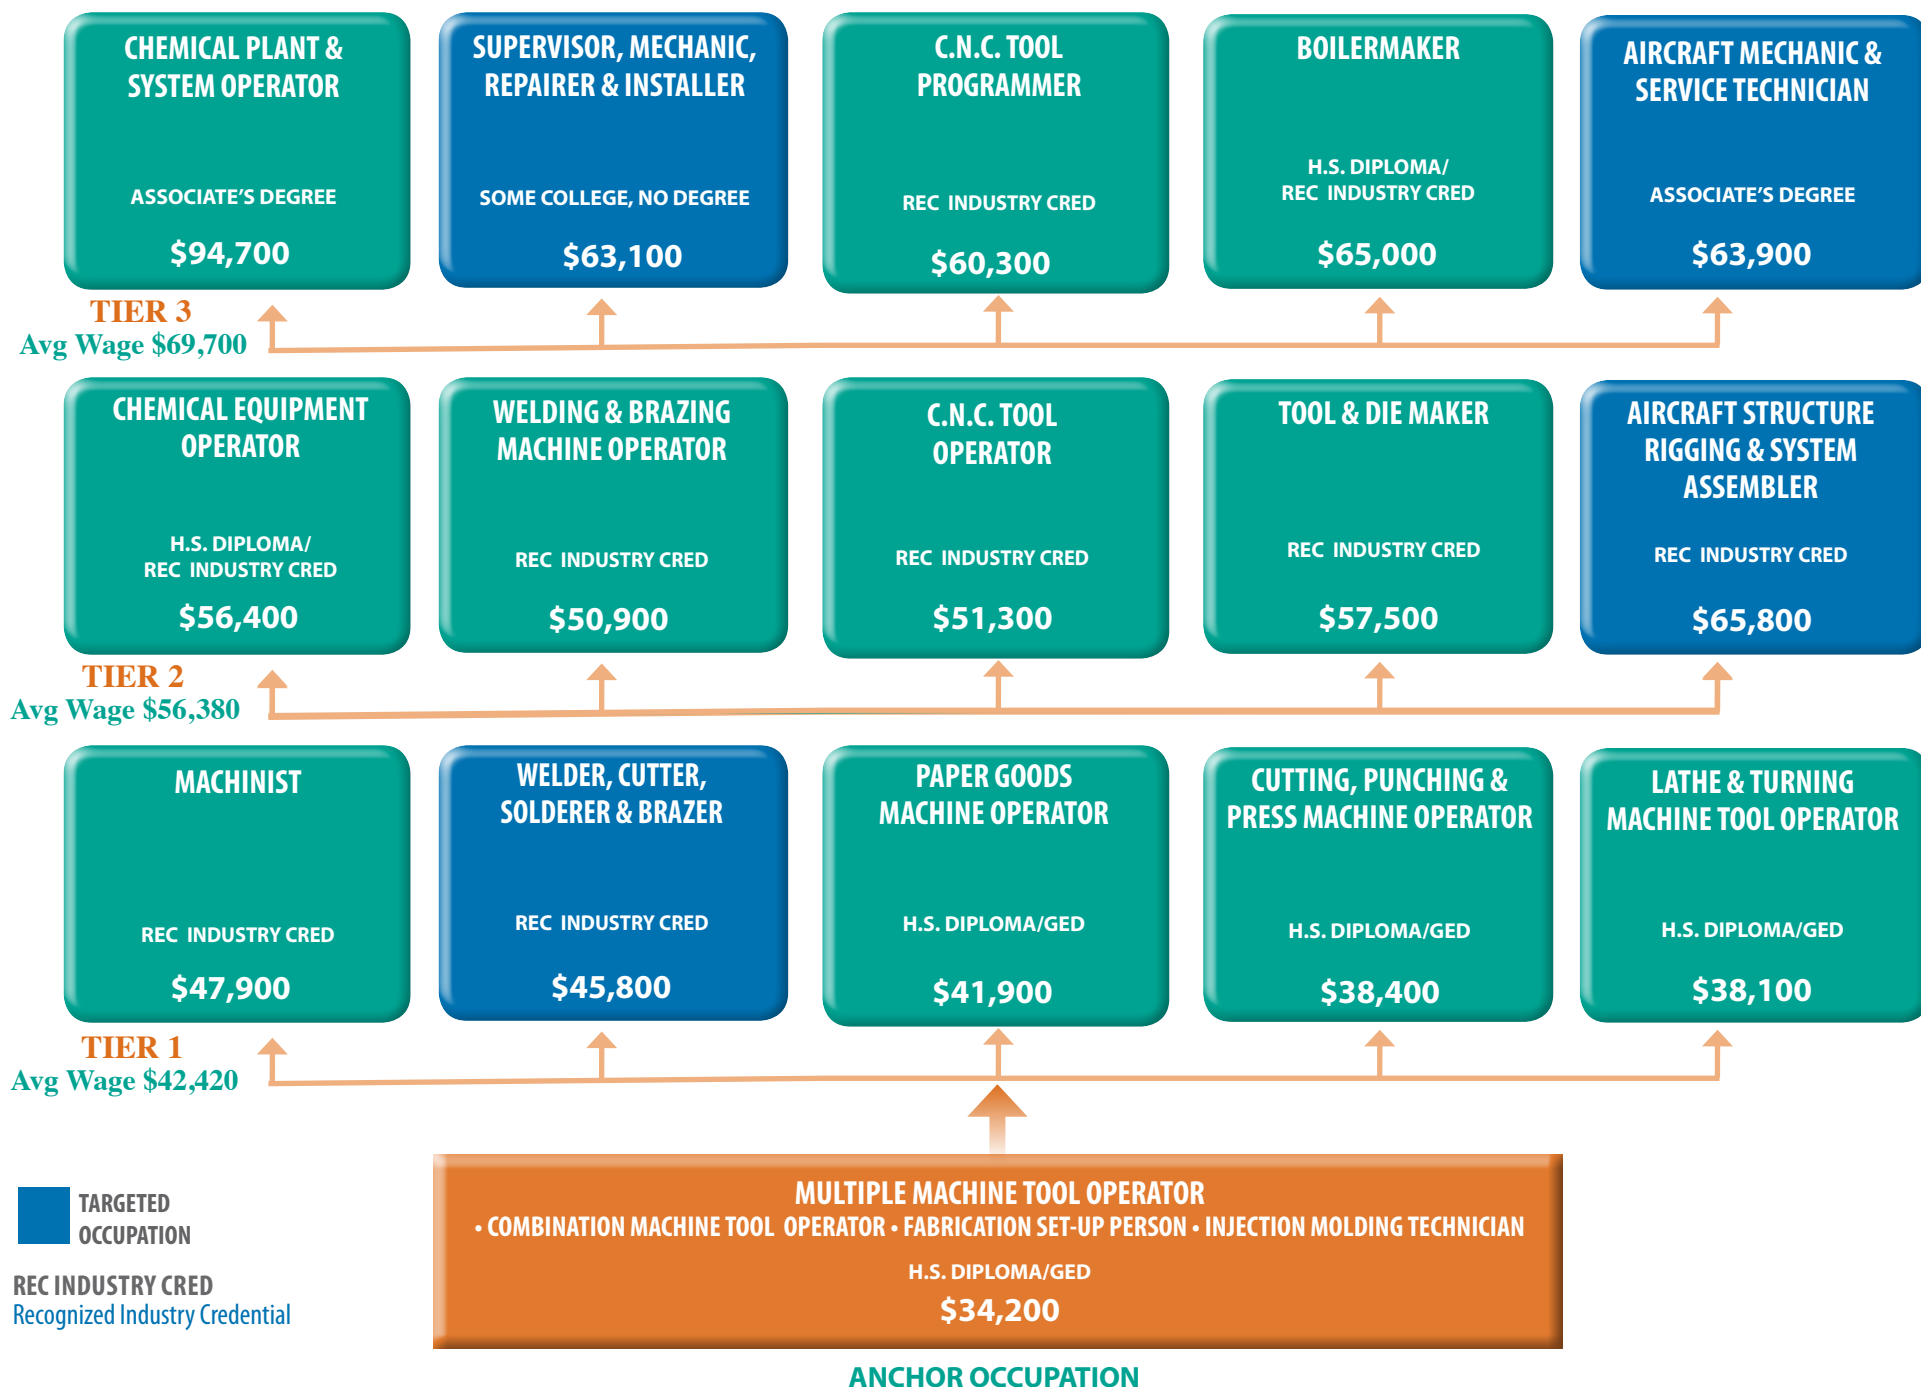 CHEMICAL PLANT &
SYSTEM OPERATOR
ASSOCIATE'S DEGREE
$94,700
SUPERVISOR, MECHANIC,
REPAIRER & INSTALLER
SOME COLLEGE, NO DEGREE
$63,100
C.N.C. TOOL
PROGRAMMER
REC INDUSTRY CRED
$60,300
BOILERMAKER
H.S. DIPLOMA/
REC INDUSTRY CRED
$65,000
AIRCRAFT MECHANIC &
SERVICE TECHNICIAN
ASSOCIATE'S DEGREE
$63,900
TIER 3
Avg Wage $69,700
CHEMICAL EQUIPMENT
OPERATOR
H.S. DIPLOMA/
REC INDUSTRY CRED
$56,400
WELDING & BRAZING
MACHINE OPERATOR
REC INDUSTRY CRED
$50,900
C.N.C. TOOL
OPERATOR
REC INDUSTRY CRED
$51,300
TOOL & DIE MAKER
REC INDUSTRY CRED
$57,500
AIRCRAFT STRUCTURE
RIGGING & SYSTEM
ASSEMBLER
REC INDUSTRY CRED
$65,800
TIER 2
Avg Wage $56,380
MACHINIST
REC INDUSTRY CRED
$47,900
WELDER, CUTTER,
SOLDERER & BRAZER
REC INDUSTRY CRED
$45,800
PAPER GOODS
MACHINE OPERATOR
H.S. DIPLOMA/GED
$41,900
CUTTING, PUNCHING &
PRESS MACHINE OPERATOR
H.S. DIPLOMA/GED
$38,400
LATHE & TURNING
MACHINE TOOL OPERATOR
H.S. DIPLOMA/GED
$38,100
TIER 1
Avg Wage $42,420
MULTIPLE MACHINE TOOL OPERATOR
• COMBINATION MACHINE TOOL OPERATOR • FABRICATION SET-UP PERSON • INJECTION MOLDING TECHNICIAN
H.S. DIPLOMA/GED
$34,200
ANCHOR OCCUPATION
TARGETED
OCCUPATION
REC INDUSTRY CRED
Recognized Industry Credential